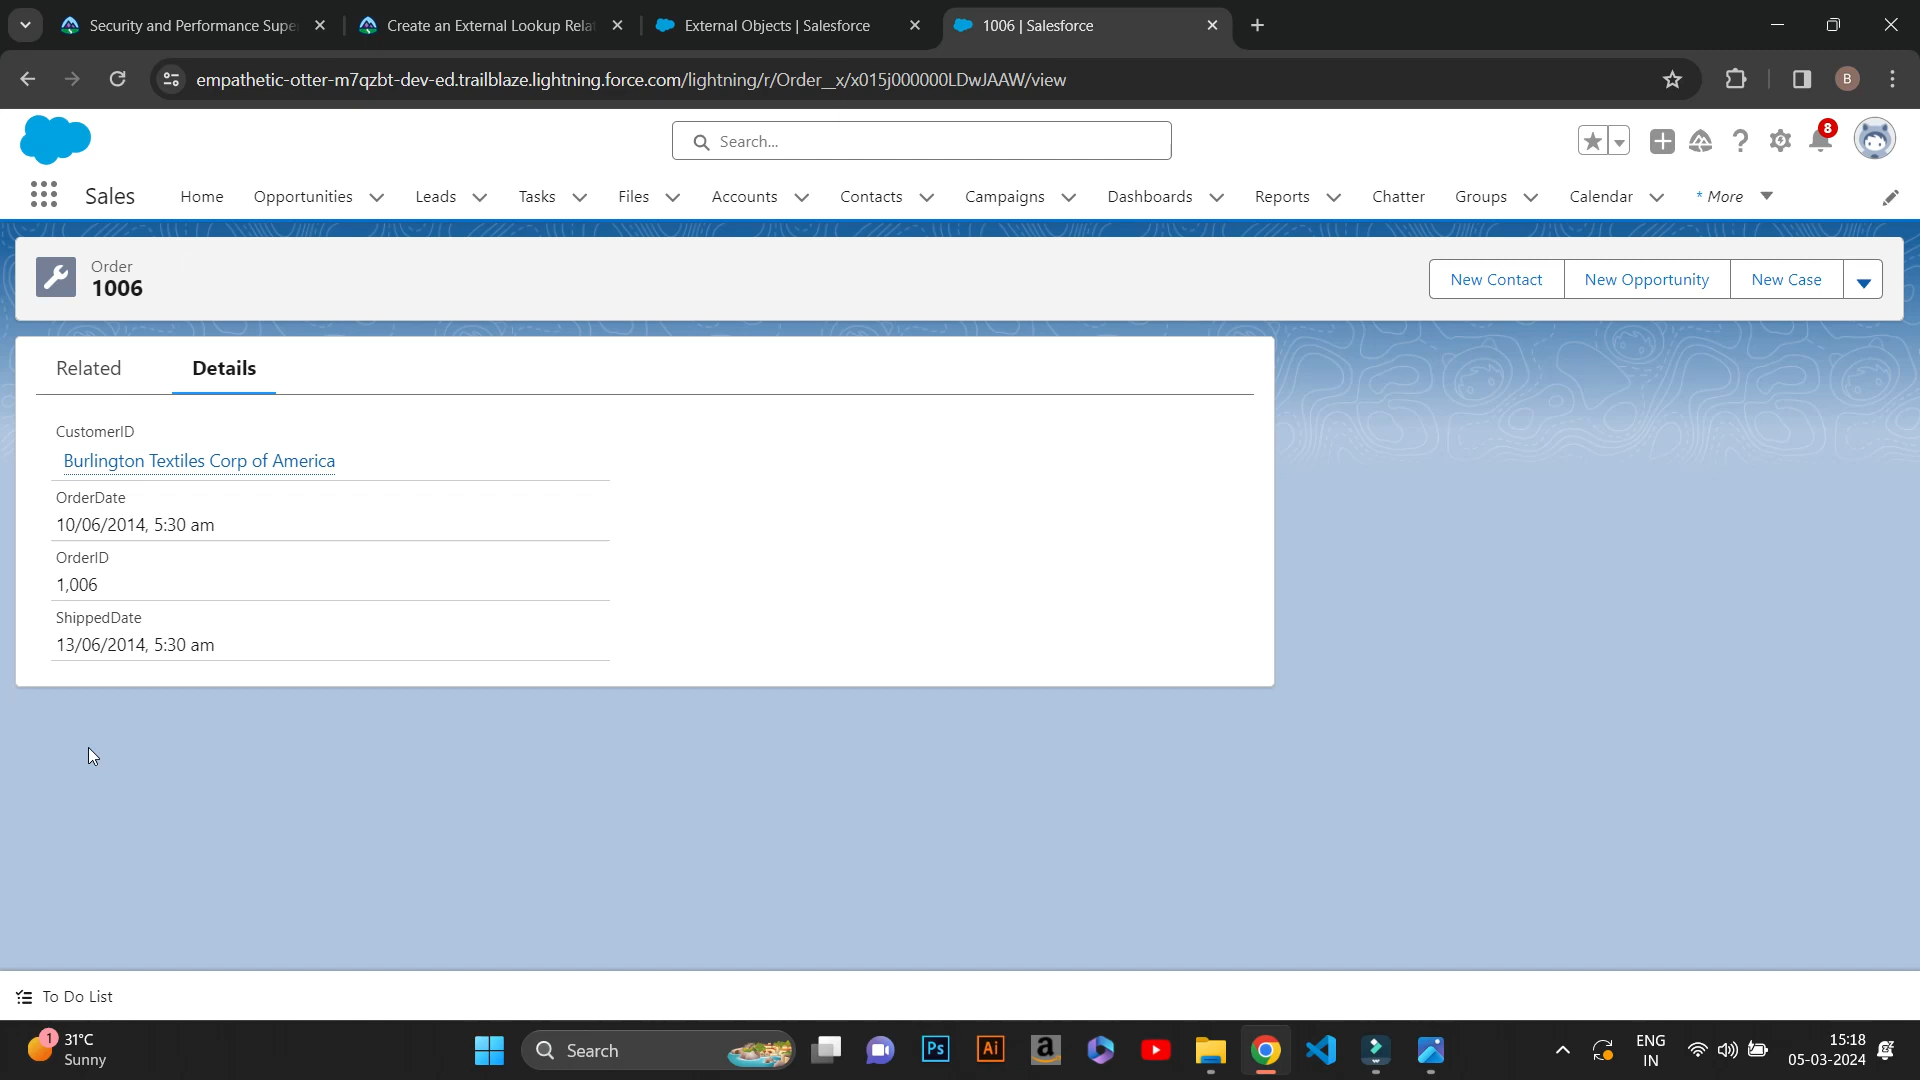 Security and Performance Supe
Create an External Lookup Rela
External Objects | Salesforce
1006 | Salesforce
empathetic-otter-m7qzbt-dev-ed.trailblaze.lightning.force.com/lightning/r/Order__x/x015j000000LDwJAAW/view
B
Search...
8
Sales
Home
Opportunities
Leads
Tasks
Files
Accounts
Contacts
Campaigns
Dashboards
Reports
Chatter
Groups
Calendar
* More
Order
1006
New Contact
New Opportunity
New Case
Related
Details
CustomerID
Burlington Textiles Corp of America
OrderDate
10/06/2014, 5:30 am
OrderID
1,006
ShippedDate
13/06/2014, 5:30 am
To Do List
1
31°C
Sunny
Search
Ps
Ai
a
ENG
IN
15:18
05-03-2024